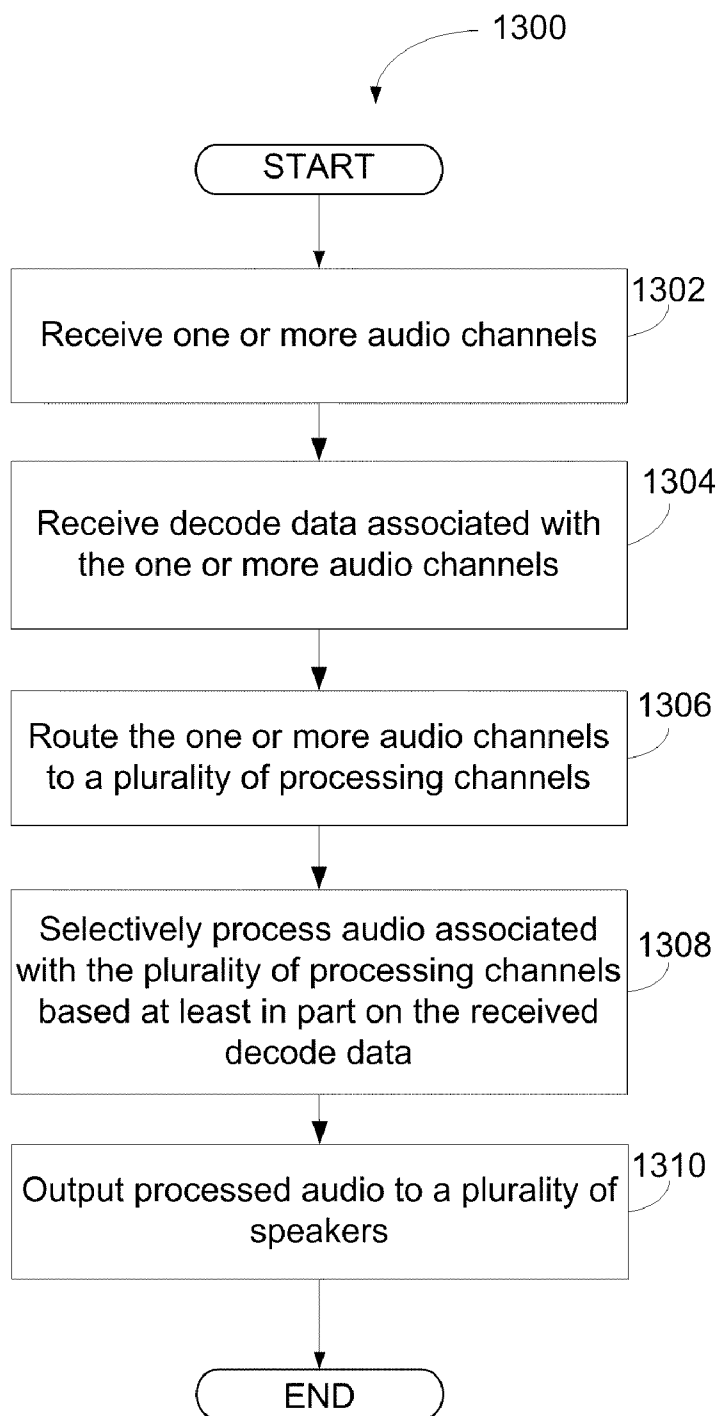 1300
START
1302
Receive one or more audio channels
1304
Receive decode data associated with
the one or more audio channels
1306
Route the one or more audio channels
to a plurality of processing channels
Selectively process audio associated
with the plurality of processing channels
1308
based at least in part on the received
decode data
1310
Output processed audio to a plurality of
speakers
END